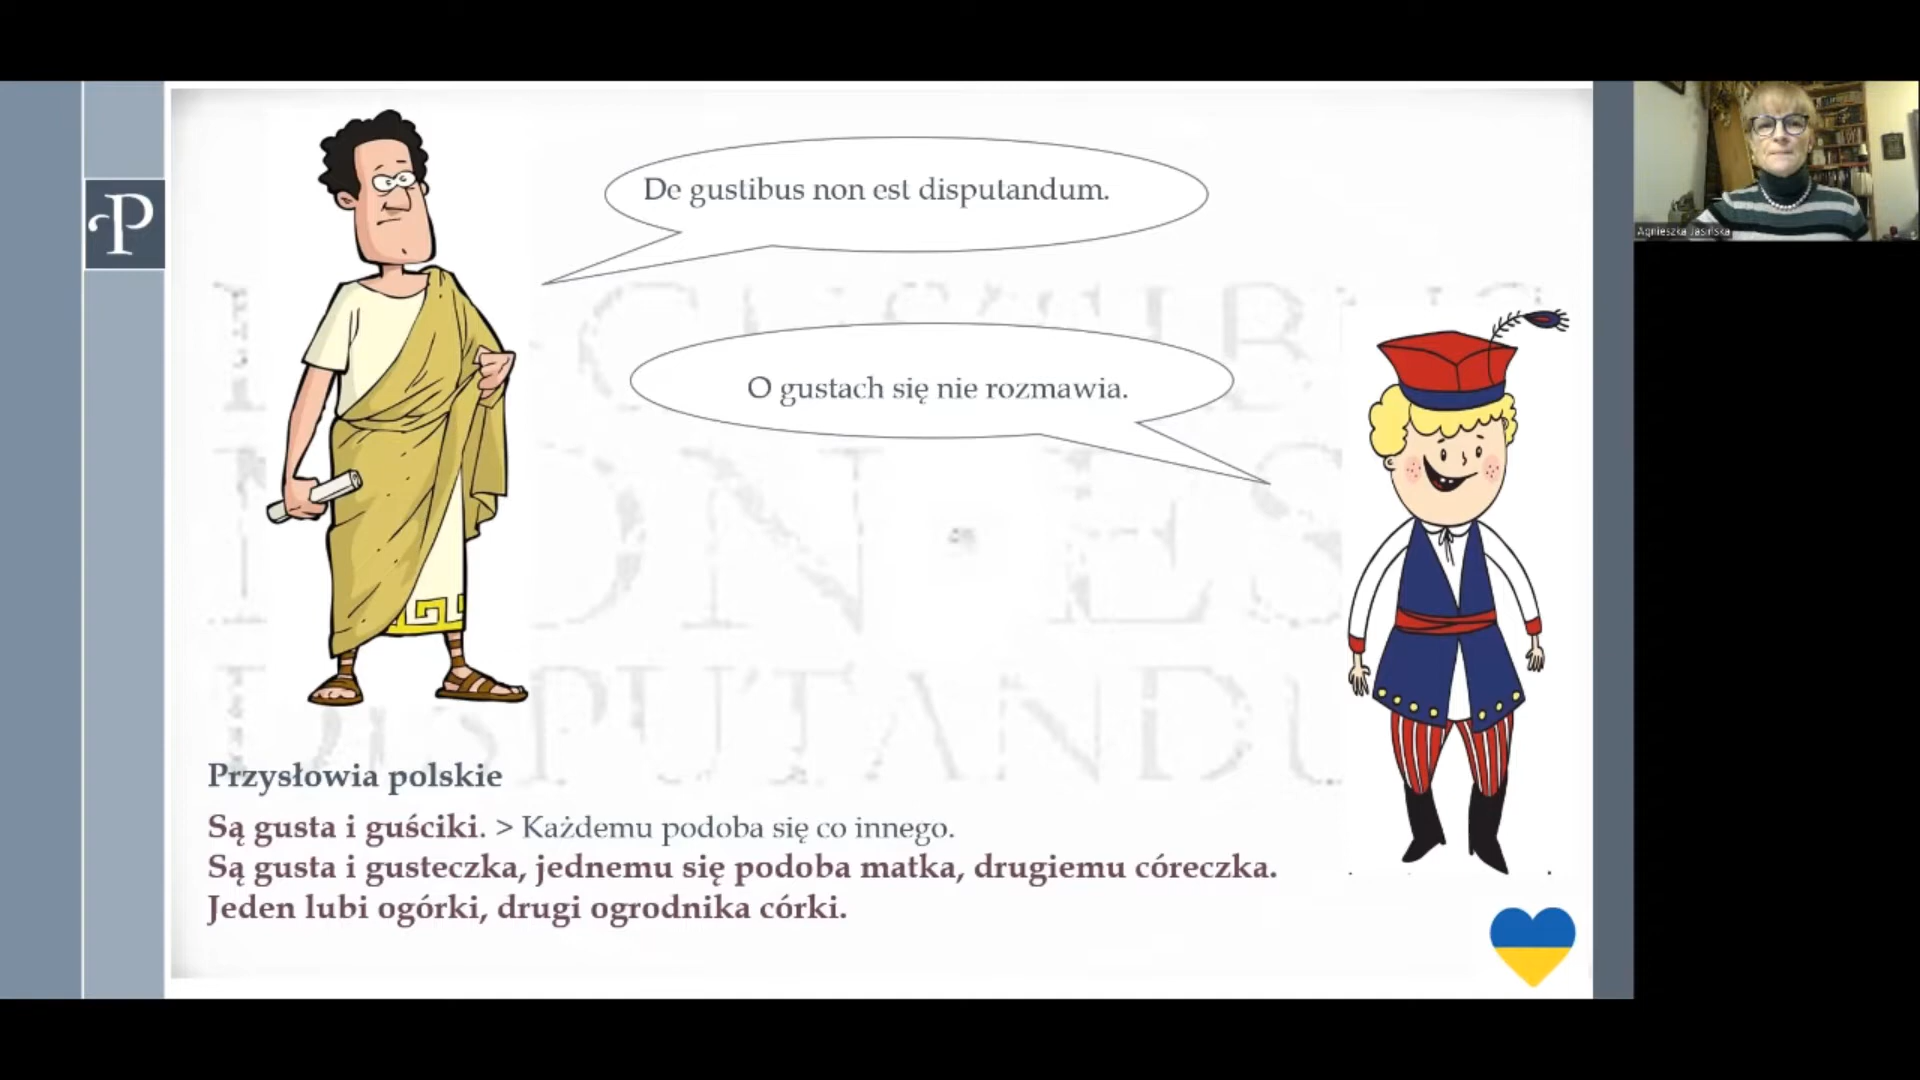 De gustibus non est disputandum.
O gustach się nie rozmawia.
Przysłowia polskie
Są gusta i guściki. > Każdemu podoba się co innego.
Są gusta i gusteczka, jednemu się podoba matka, drugiemu córeczka.
Jeden lubi ogórki, drugi ogrodnika córki.
P
Agnieszka Jasińska